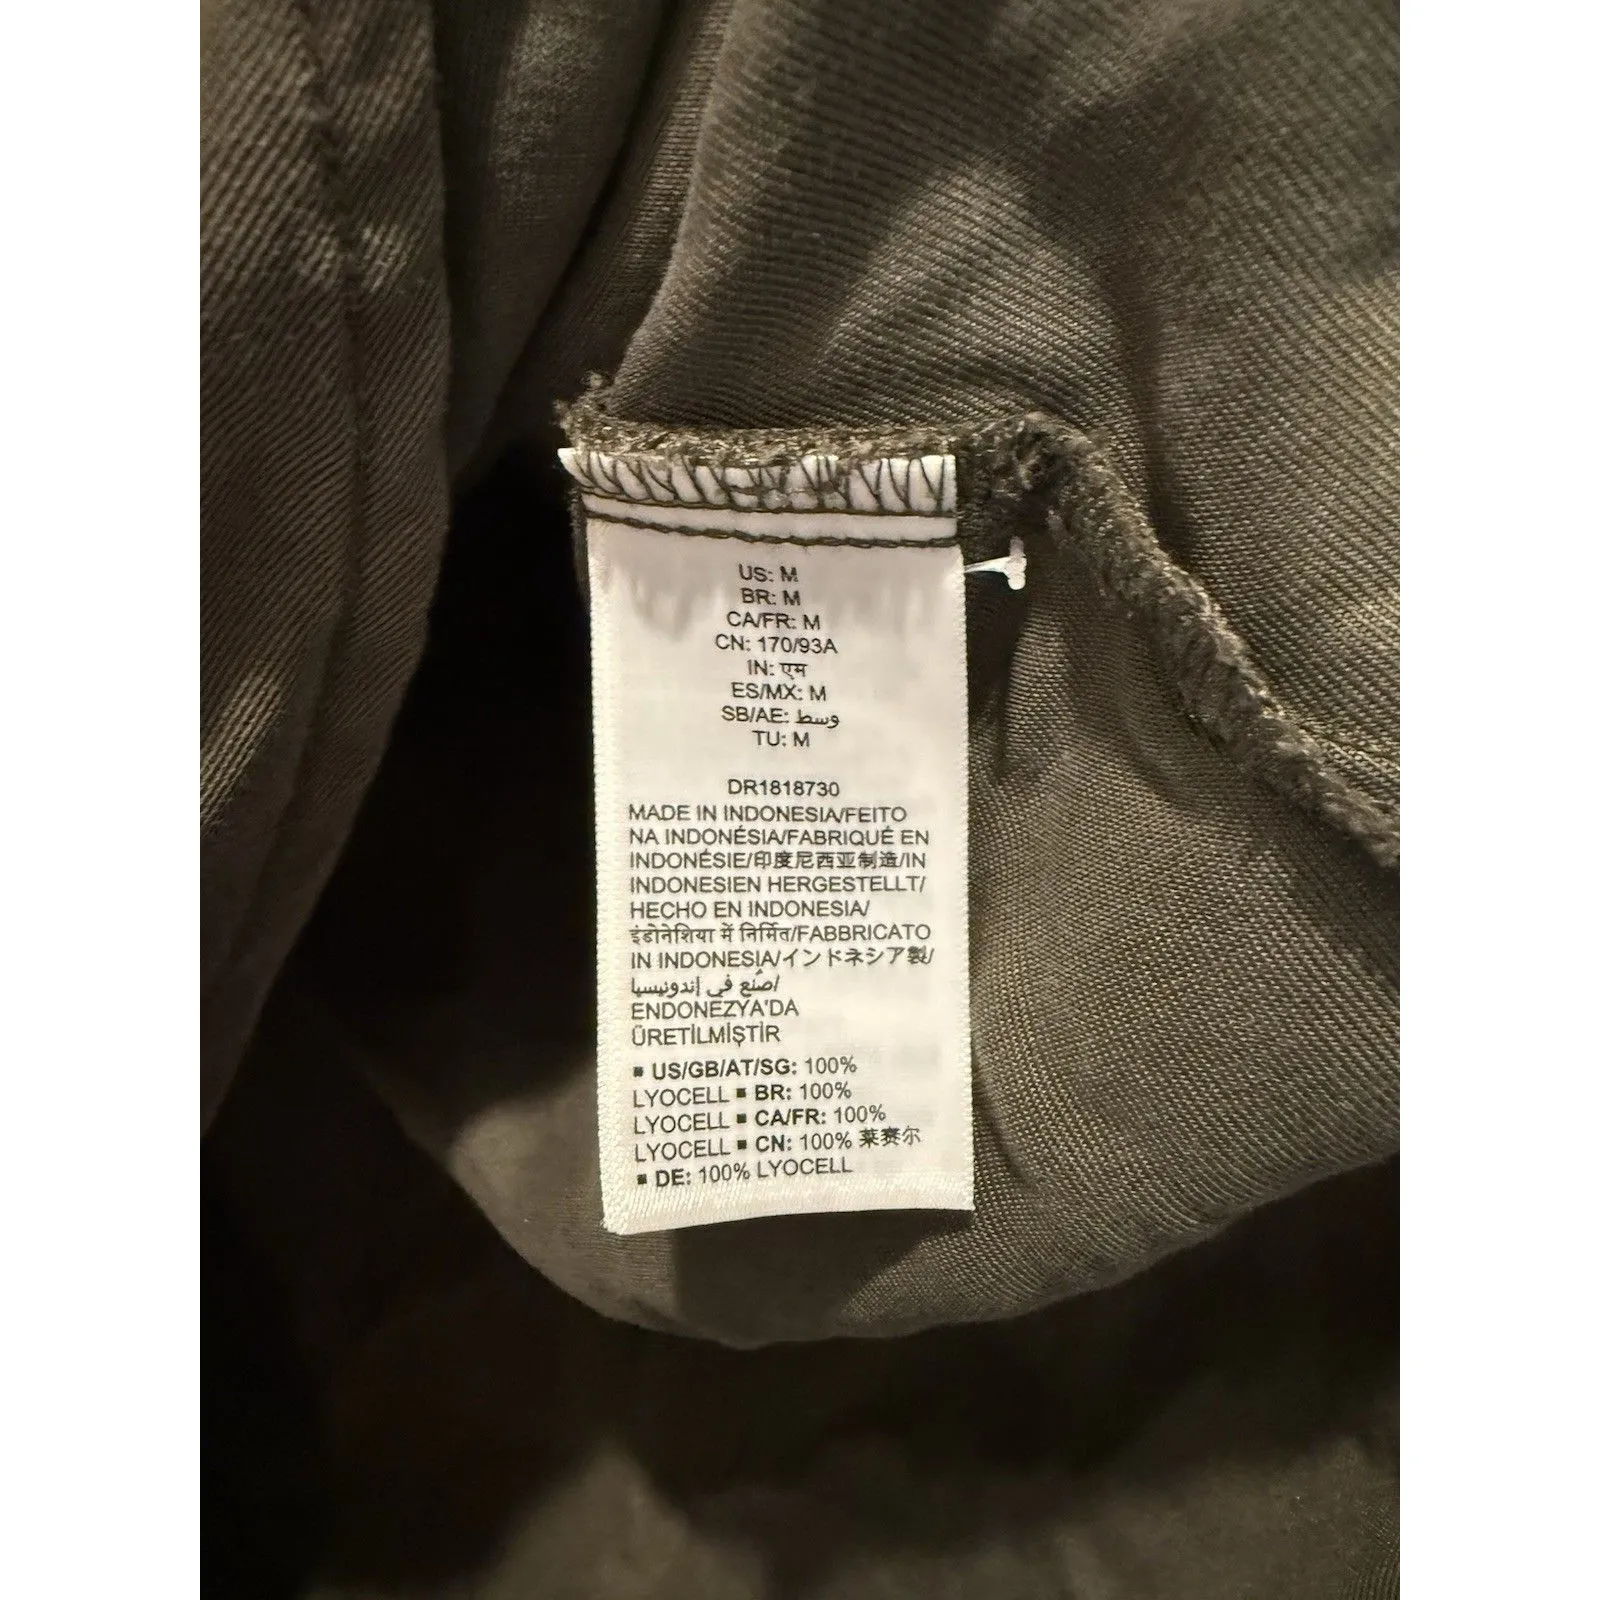 US: M
BR: M
CA/FR: M
CN: 170/93A
IN: एम
ES/MX: M
SB/AE: وسط
TU: M
DR1818730
MADE IN INDONESIA/FEITO
NA INDONÉSIA/FABRIQUÉ EN
INDONÉSIE/印度尼西亚制造/IN
INDONESIEN HERGESTELLT/
HECHO EN INDONESIA/
इंडोनेशिया में निर्मित/FABBRICATO
IN INDONESIA/インドネシア製/
صُنع في إندونيسيا/
ENDONEZYA'DA
ÜRETİLMİŞTİR
▪ US/GB/AT/SG: 100%
LYOCELL ▪ BR: 100%
LYOCELL ▪ CA/FR: 100%
LYOCELL ▪ CN: 100% 莱赛尔
▪ DE: 100% LYOCELL